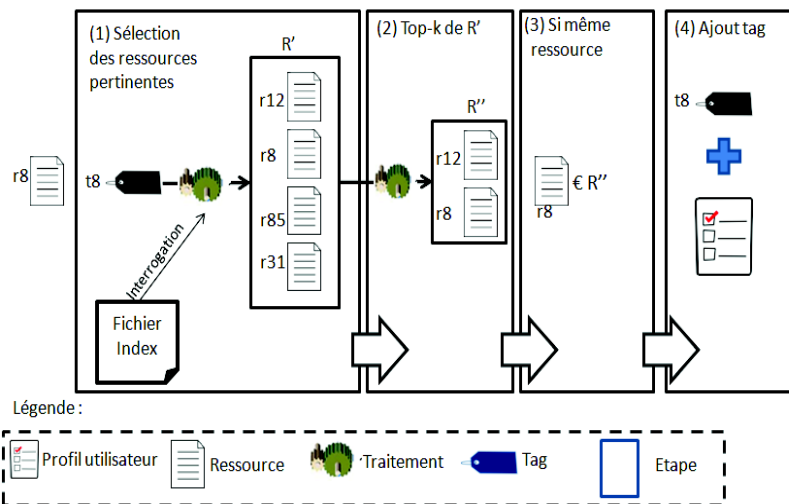 (1) Sélection
des ressources
pertinentes
R'
r12
r8
r85
r31
r8
t8
Interrogation
Fichier
Index
(2) Top-k de R'
R''
r12
r8
(3) Si même
ressource
€ R''
r8
(4) Ajout tag
t8
Légende :
Profil utilisateur
Ressource
Traitement
Tag
Etape